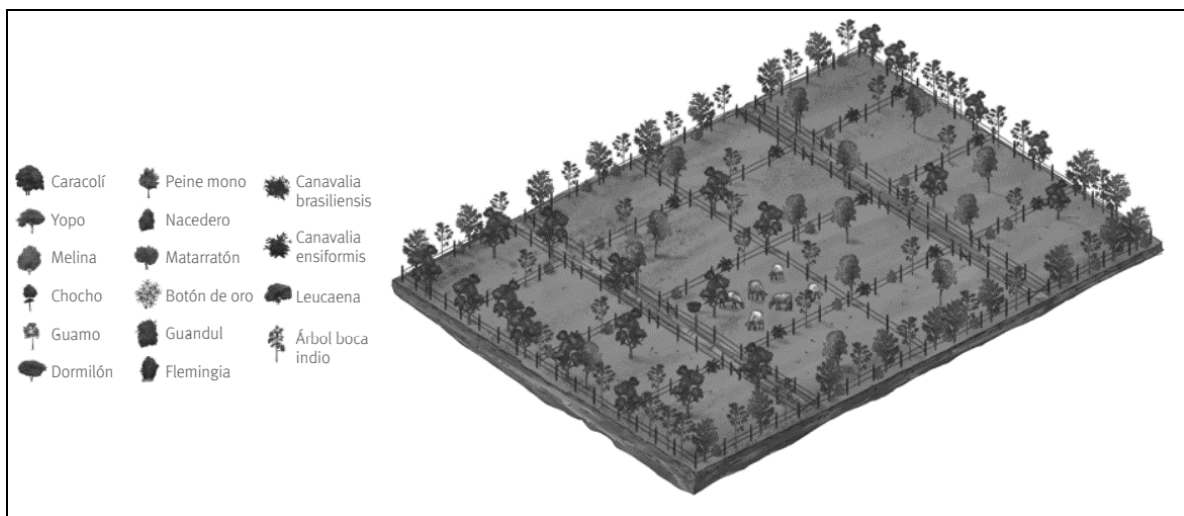 Caracolí
Yopo
Melina
Chocho
Guamo
Dormilón
Peine mono
Nacedero
Matarratón
Botón de oro
Guandul
Flemingia
Canavalia
brasiliensis
Canavalia
ensiformis
Leucaena
Árbol boca
indio